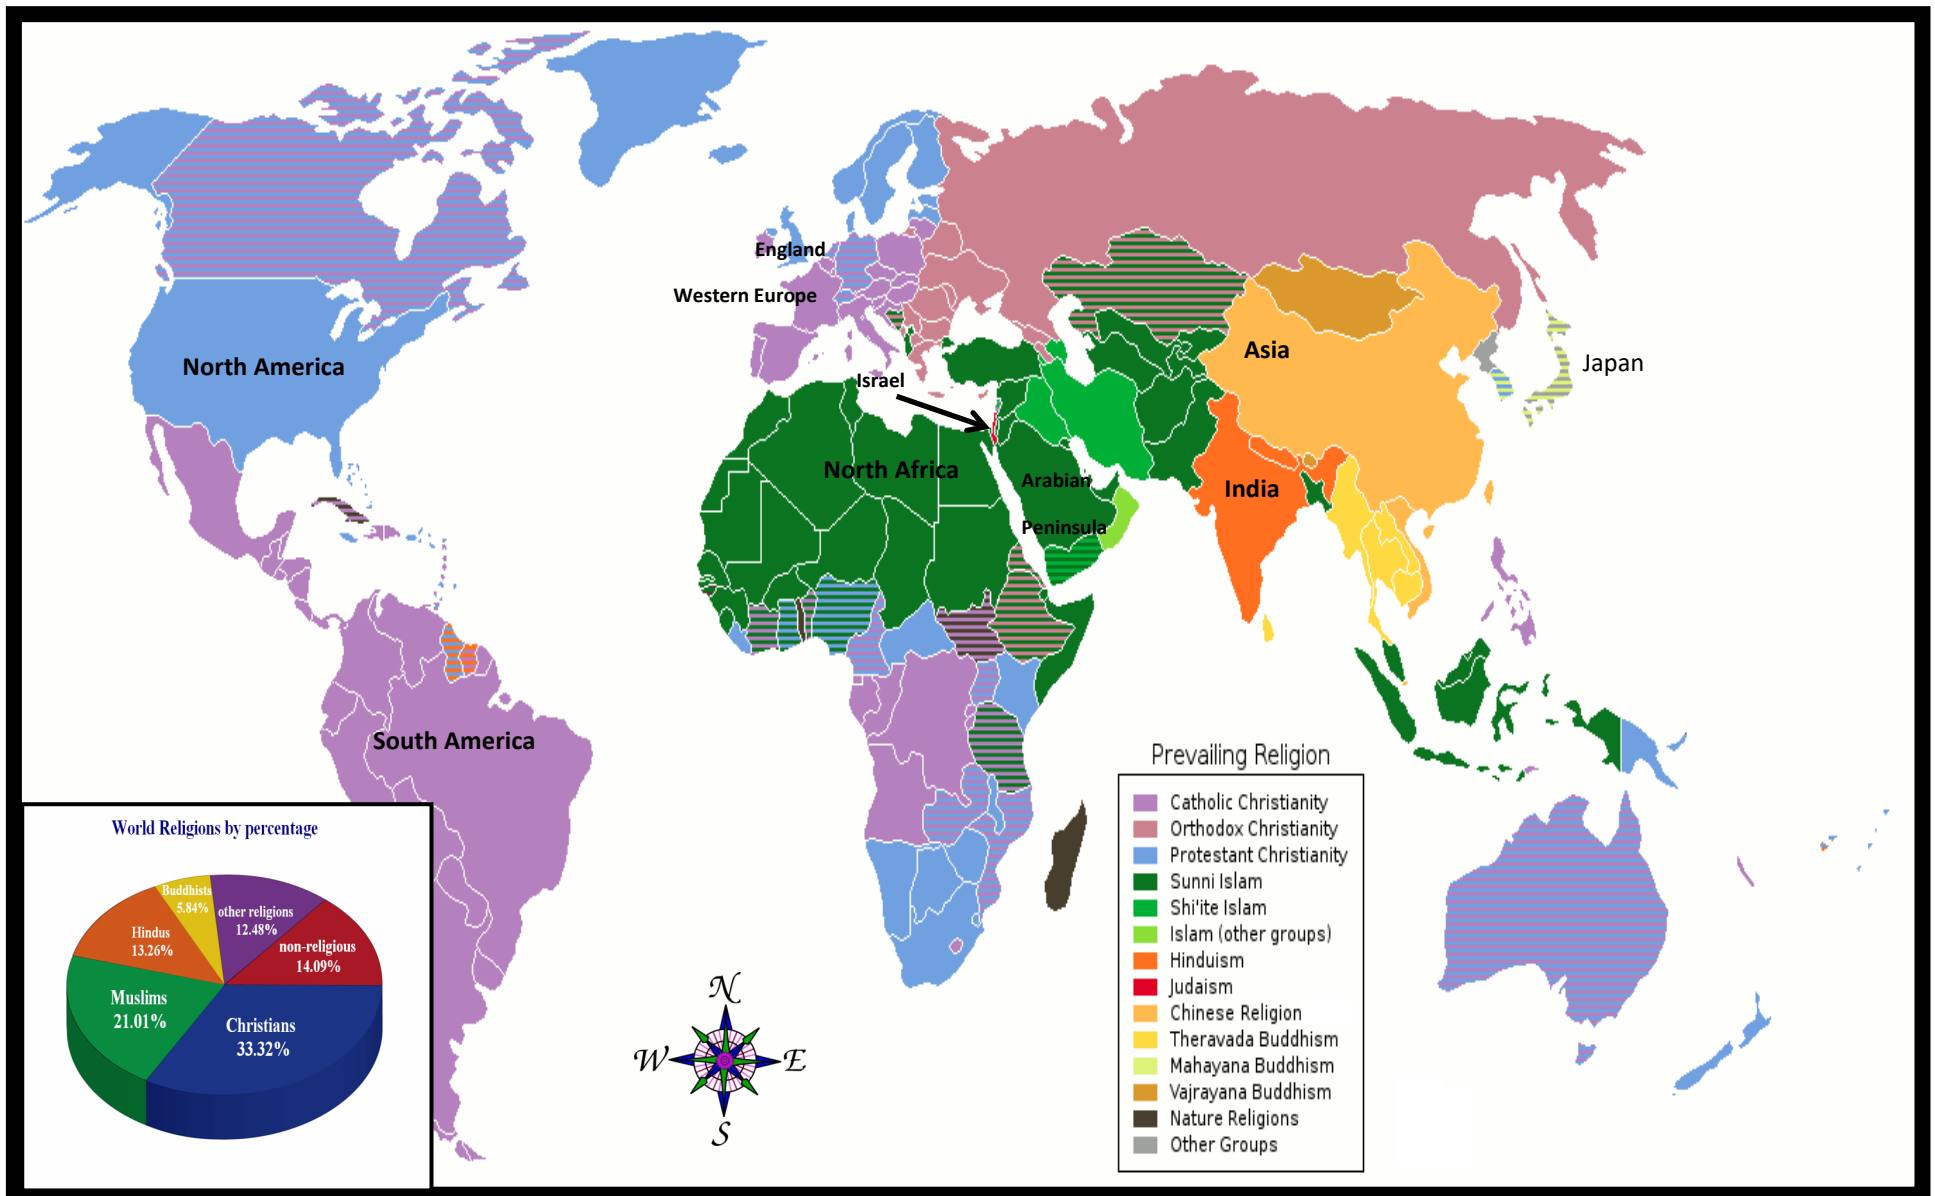 England
Western Europe
North America
Asia
Japan
Israel
North Africa
Arabian
Peninsula
India
South America
Prevailing Religion
Catholic Christianity
Orthodox Christianity
Protestant Christianity
Sunni Islam
Shi'ite Islam
Islam (other groups)
Hinduism
Judaism
Chinese Religion
Theravada Buddhism
Mahayana Buddhism
Vajrayana Buddhism
Nature Religions
Other Groups
World Religions by percentage
Buddhists
5.84%
other religions
12.48%
Hindus
13.26%
non-religious
14.09%
Muslims
21.01%
Christians
33.32%
N
W
E
S